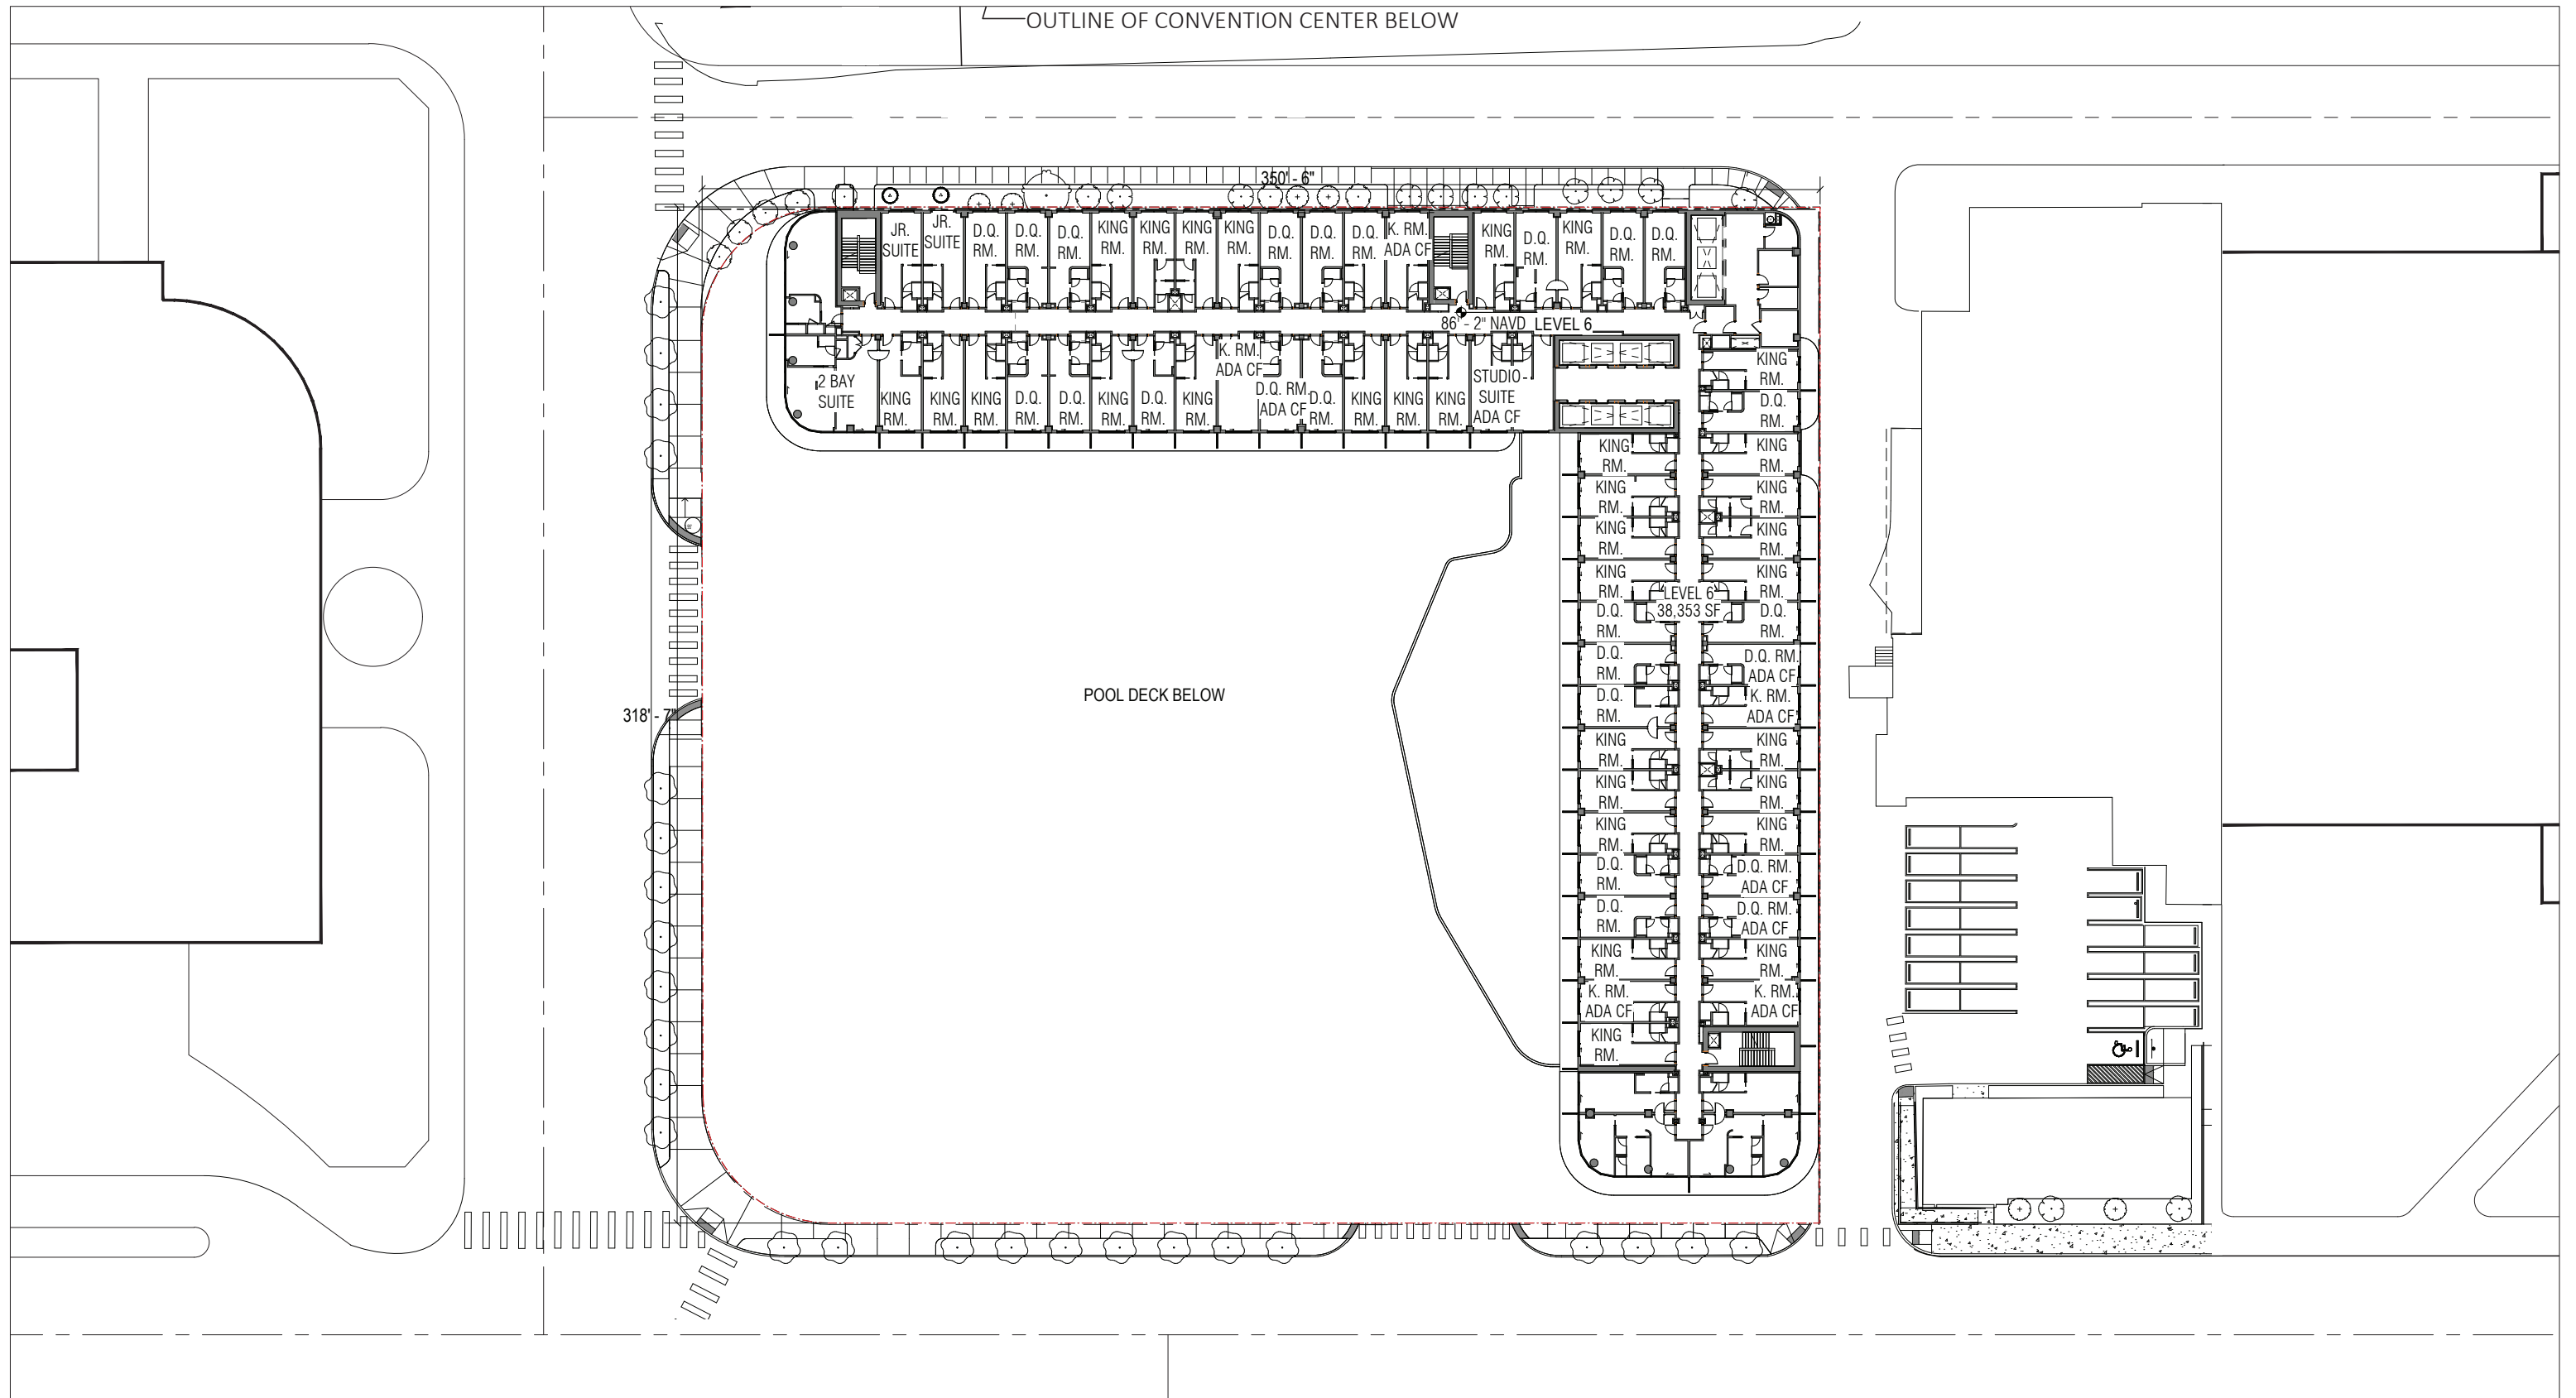 OUTLINE OF CONVENTION CENTER BELOW
350' - 6"
JR.
SUITE
JR.
SUITE
D.Q.
RM.
D.Q.
RM.
D.Q.
RM.
KING
RM.
KING
RM.
KING
RM.
KING
RM.
D.Q.
RM.
D.Q.
RM.
D.Q.
RM.
K. RM.
ADA CF
KING
RM.
D.Q.
RM.
KING
RM.
D.Q.
RM.
D.Q.
RM.
86' - 2" NAVD LEVEL 6
2 BAY
SUITE
KING
RM.
KING
RM.
KING
RM.
D.Q.
RM.
D.Q.
RM.
KING
RM.
D.Q.
RM.
KING
RM.
K. RM.
ADA CF
D.Q. RM.
ADA CF
D.Q.
RM.
KING
RM.
KING
RM.
KING
RM.
STUDIO
SUITE
ADA CF
KING
RM.
D.Q.
RM.
KING
RM.
KING
RM.
KING
RM.
KING
RM.
KING
RM.
KING
RM.
KING
RM.
KING
RM.
LEVEL 6
38,353 SF
D.Q.
RM.
D.Q.
RM.
D.Q.
RM.
D.Q. RM.
ADA CF
D.Q.
RM.
K. RM.
ADA CF
POOL DECK BELOW
318' - 7"
KING
RM.
KING
RM.
KING
RM.
KING
RM.
KING
RM.
KING
RM.
D.Q.
RM.
D.Q. RM.
ADA CF
D.Q.
RM.
D.Q. RM.
ADA CF
KING
RM.
KING
RM.
K. RM.
ADA CF
K. RM.
ADA CF
KING
RM.